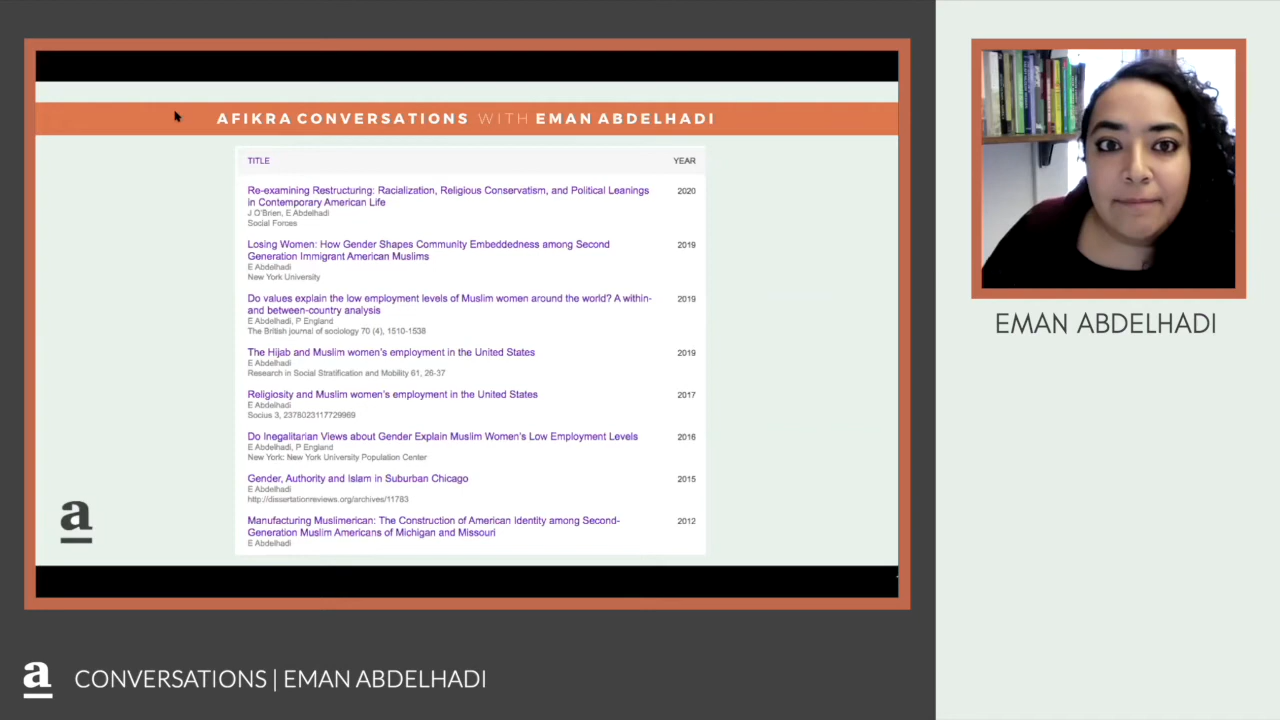 AFIKRA CONVERSATIONS WITH EMAN ABDELHADI
TITLE YEAR
Re-examining Restructuring: Racialization, Religious Conservatism, and Political Leanings 2020
in Contemporary American Life
J O'Brien, E Abdelhadi
Social Forces
Losing Women: How Gender Shapes Community Embeddedness among Second 2019
Generation Immigrant American Muslims
E Abdelhadi
New York University
Do values explain the low employment levels of Muslim women around the world? A within- 2019
and between-country analysis
E Abdelhadi, P England
The British journal of sociology 70 (4), 1510-1538
The Hijab and Muslim women's employment in the United States 2019
E Abdelhadi
Research in Social Stratification and Mobility 61, 26-37
Religiosity and Muslim women's employment in the United States 2017
E Abdelhadi
Socius 3, 2378023117729969
Do Inegalitarian Views about Gender Explain Muslim Women's Low Employment Levels 2016
E Abdelhadi, P England
New York: New York University Population Center
Gender, Authority and Islam in Suburban Chicago 2015
E Abdelhadi
http://dissertationreviews.org/archives/11783
Manufacturing Muslimerican: The Construction of American Identity among Second- 2012
Generation Muslim Americans of Michigan and Missouri
E Abdelhadi
a
EMAN ABDELHADI
a CONVERSATIONS | EMAN ABDELHADI